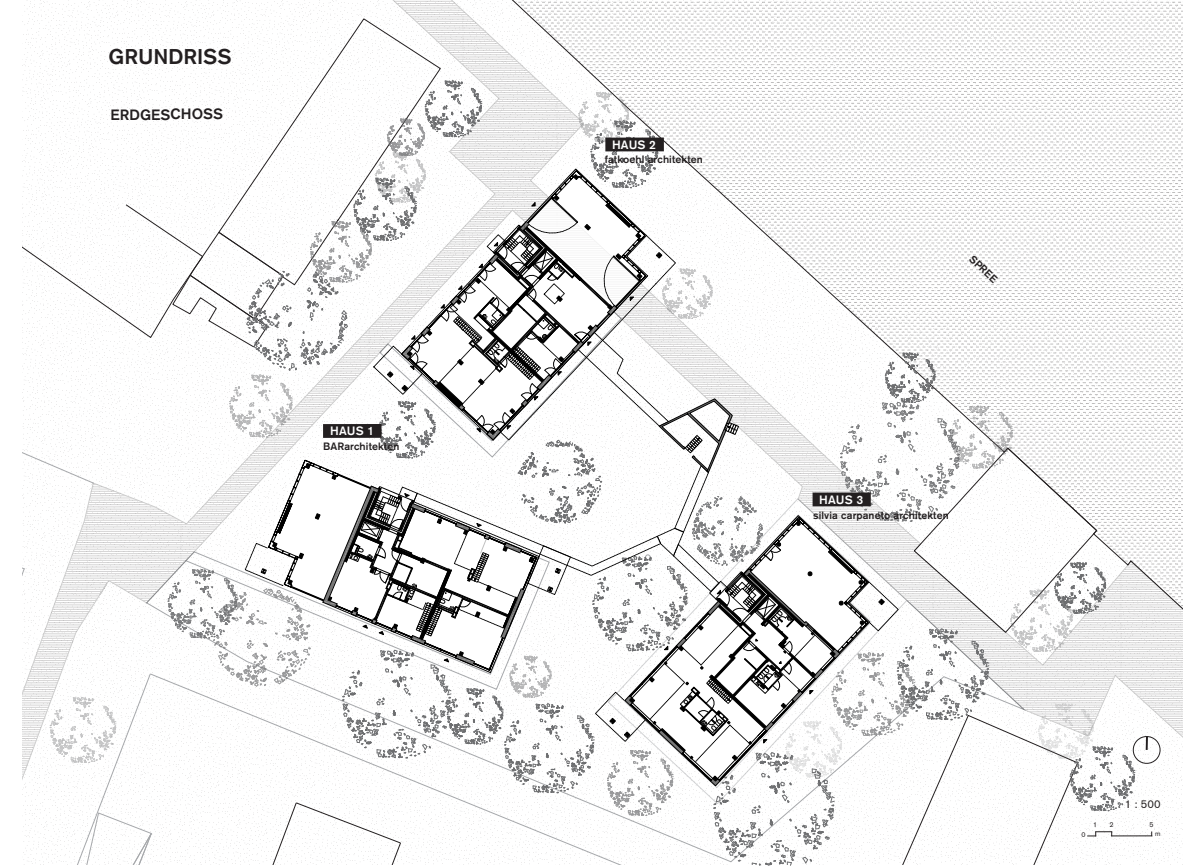 GRUNDRISS
ERDGESCHOSS
HAUS 2
fatkoehl architekten
SPREE
HAUS 1
BARarchitekten
HAUS 3
silvia carpaneto architekten
1 : 500
0 1 2 5 m